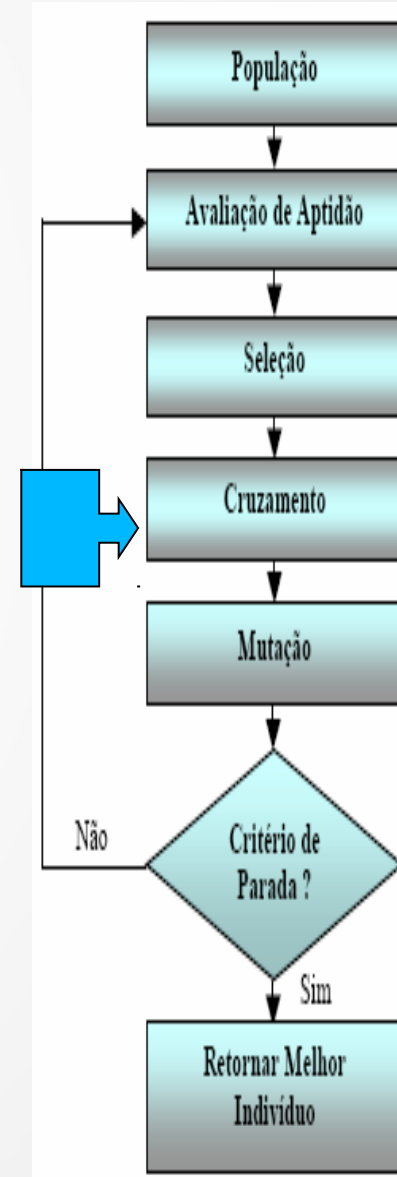 População
Avaliação de Aptidão
Seleção
Cruzamento
Mutação
Não
Critério de
Parada ?
Sim
Retornar Melhor
Indivíduo